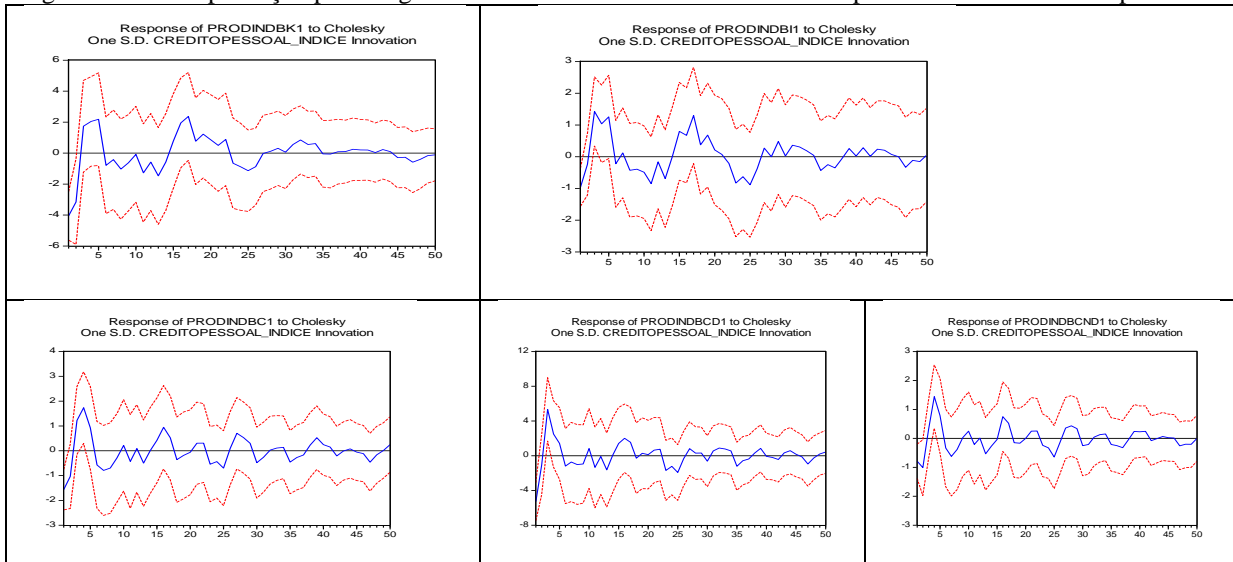 Response of PRODINDBK1 to Cholesky
One S.D. CREDITOPESSOAL_INDICE Innovation
6
4
2
0
-2
-4
-6
5 10 15 20 25 30 35 40 45 50
Response of PRODINDBI1 to Cholesky
One S.D. CREDITOPESSOAL_INDICE Innovation
3
2
1
0
-1
-2
-3
5 10 15 20 25 30 35 40 45 50
Response of PRODINDBC1 to Cholesky
One S.D. CREDITOPESSOAL_INDICE Innovation
4
3
2
1
0
-1
-2
-3
5 10 15 20 25 30 35 40 45 50
Response of PRODINDBCD1 to Cholesky
One S.D. CREDITOPESSOAL_INDICE Innovation
12
8
4
0
-4
-8
5 10 15 20 25 30 35 40 45 50
Response of PRODINDBCND1 to Cholesky
One S.D. CREDITOPESSOAL_INDICE Innovation
3
2
1
0
-1
-2
-3
5 10 15 20 25 30 35 40 45 50